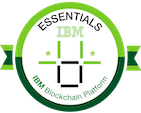 ESSENTIALS
IBM
IBM Blockchain Platform